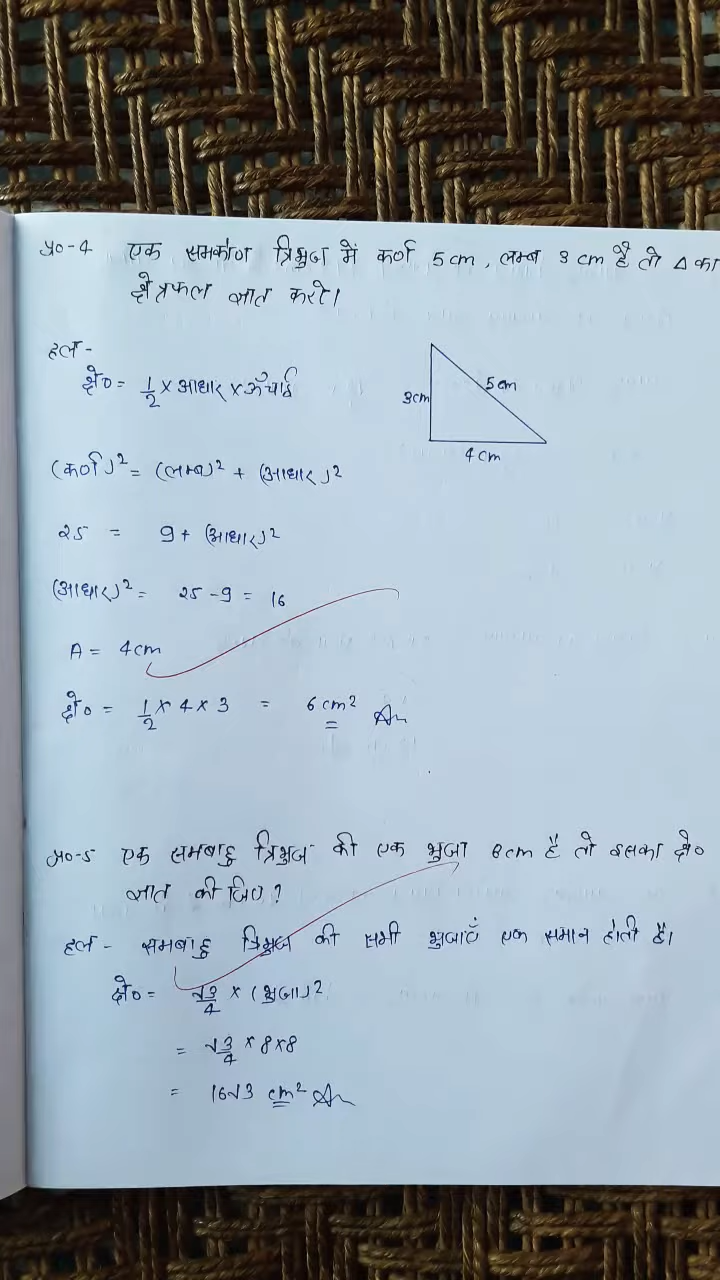 प्र०-4 एक समकोण त्रिभुज में कर्ण 5 cm, लम्ब 3 cm है तो Δ का
क्षेत्रफल ज्ञात करो।
हल-
क्षे० = 1/2 × आधार × ऊँचाई
3cm
5cm
4cm
(कर्ण)² = (लम्ब)² + (आधार)²
25 = 9 + (आधार)²
(आधार)² = 25 - 9 = 16
A = 4cm
क्षे० = 1/2 × 4 × 3 = 6 cm² An
प्र०-5 एक समबाहु त्रिभुज की एक भुजा 8cm है तो इसका क्षे०
ज्ञात कीजिए?
हल- समबाहु त्रिभुज की सभी भुजाएँ एक समान होती है।
क्षे० = √3/4 × (भुजा)²
= √3/4 × 8×8
= 16√3 cm² An